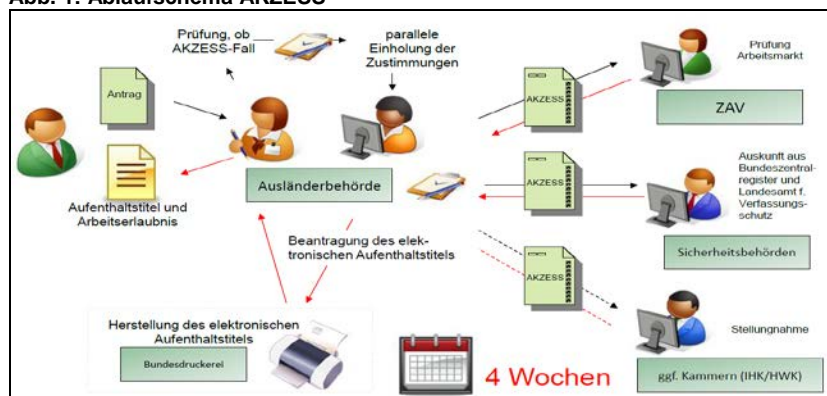 Abb. 1: Ablaufschema AKZESS
Prüfung, ob
AKZESS-Fall
parallele
Einholung der
Zustimmungen
Prüfung
Arbeitsmarkt
Antrag
AKZESS
ZAV
Aufenthaltstitel und
Arbeitserlaubnis
Ausländerbehörde
AKZESS
Auskunft aus
Bundeszentral-
register und
Landesamt f.
Verfassungs-
schutz
Sicherheitsbehörden
Beantragung des elek-
tronischen Aufenthaltstitels
AKZESS
Herstellung des elektronischen
Aufenthaltstitels
Bundesdruckerei
4 Wochen
Stellungnahme
ggf. Kammern (IHK/HWK)